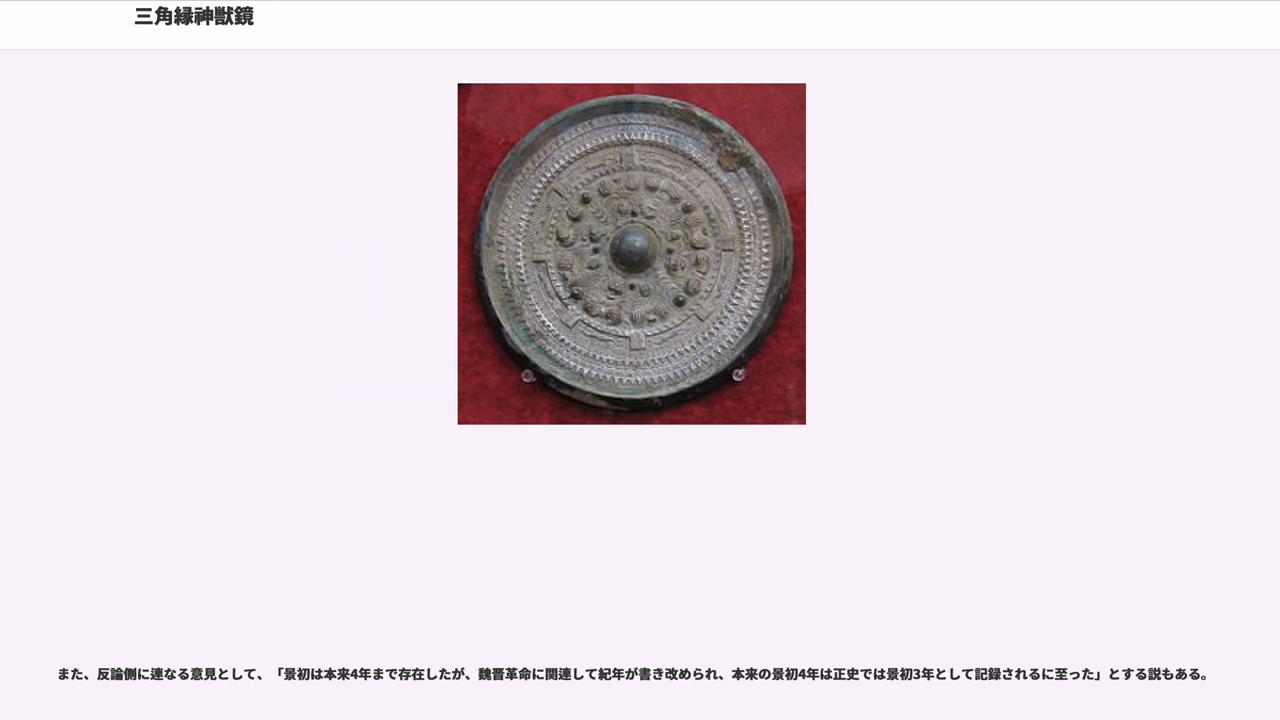 三角縁神獣鏡
また、反論側に連なる意見として、「景初は本来4年まで存在したが、魏晋革命に関連して紀年が書き改められ、本来の景初4年は正史では景初3年として記録されるに至った」とする説もある。